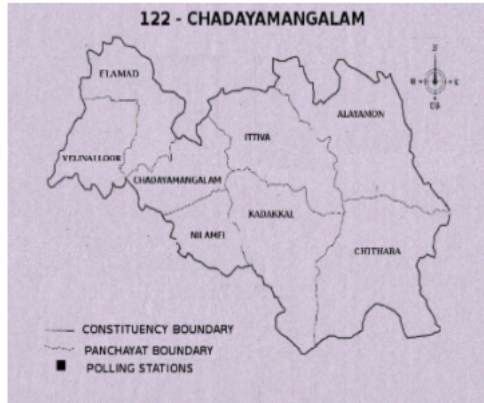 122 - CHADAYAMANGALAM
ELAMAD
ALAYAMON
ITTIVA
VELINALLOOR
CHADAYAMANGALAM
KADAKKAL
NILAMEL
CHITHARA
CONSTITUENCY BOUNDARY
PANCHAYAT BOUNDARY
POLLING STATIONS